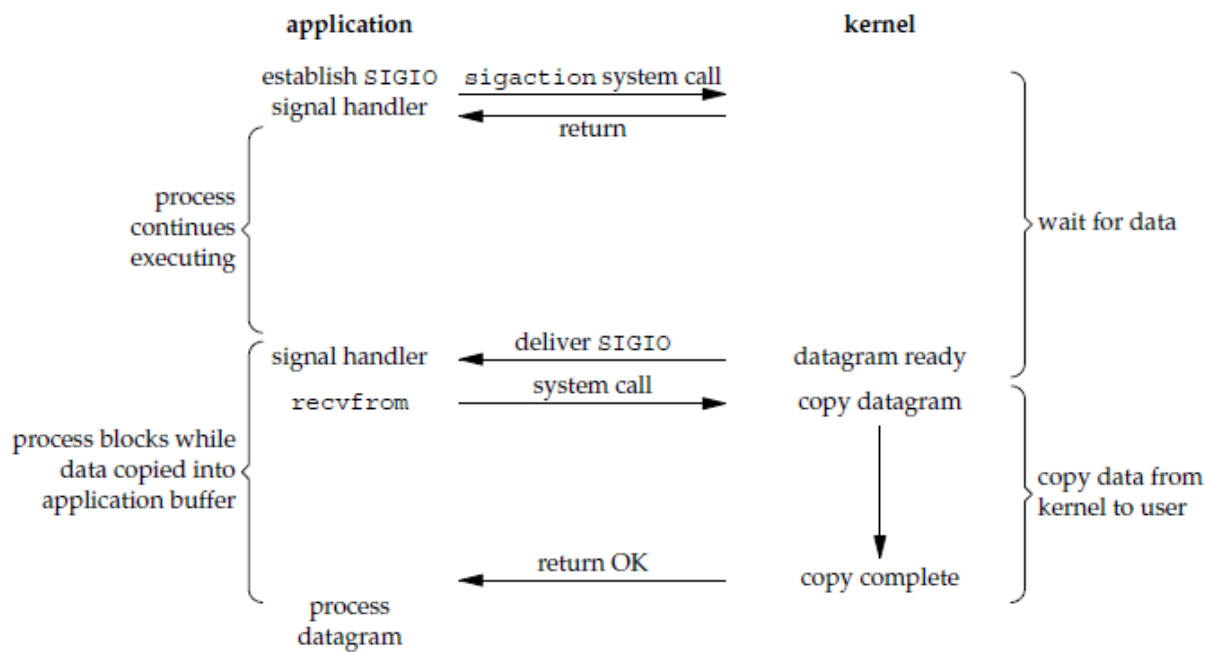 application
kernel
establish SIGIO
signal handler
sigaction system call
return
process
continues
executing
wait for data
signal handler
deliver SIGIO
datagram ready
recvfrom
system call
copy datagram
process blocks while
data copied into
application buffer
copy data from
kernel to user
return OK
copy complete
process
datagram